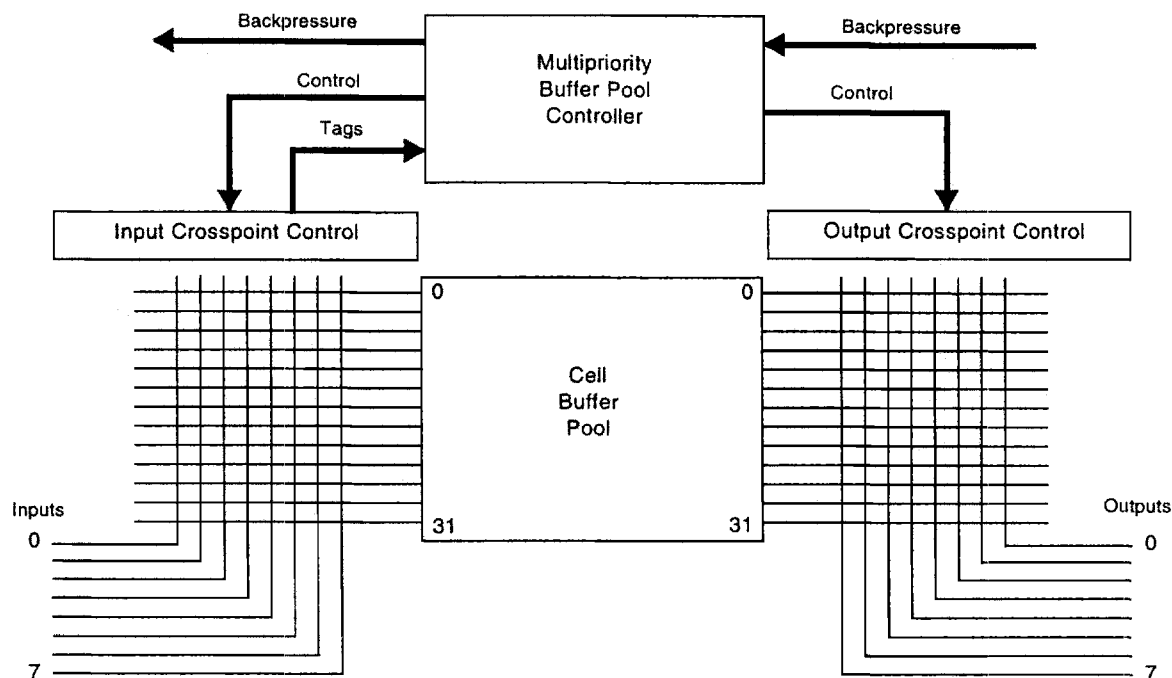 Backpressure
Backpressure
Multipriority
Buffer Pool
Controller
Control
Control
Tags
Input Crosspoint Control
Output Crosspoint Control
0
0
Cell
Buffer
Pool
31
31
Inputs
Outputs
0
0
7
7